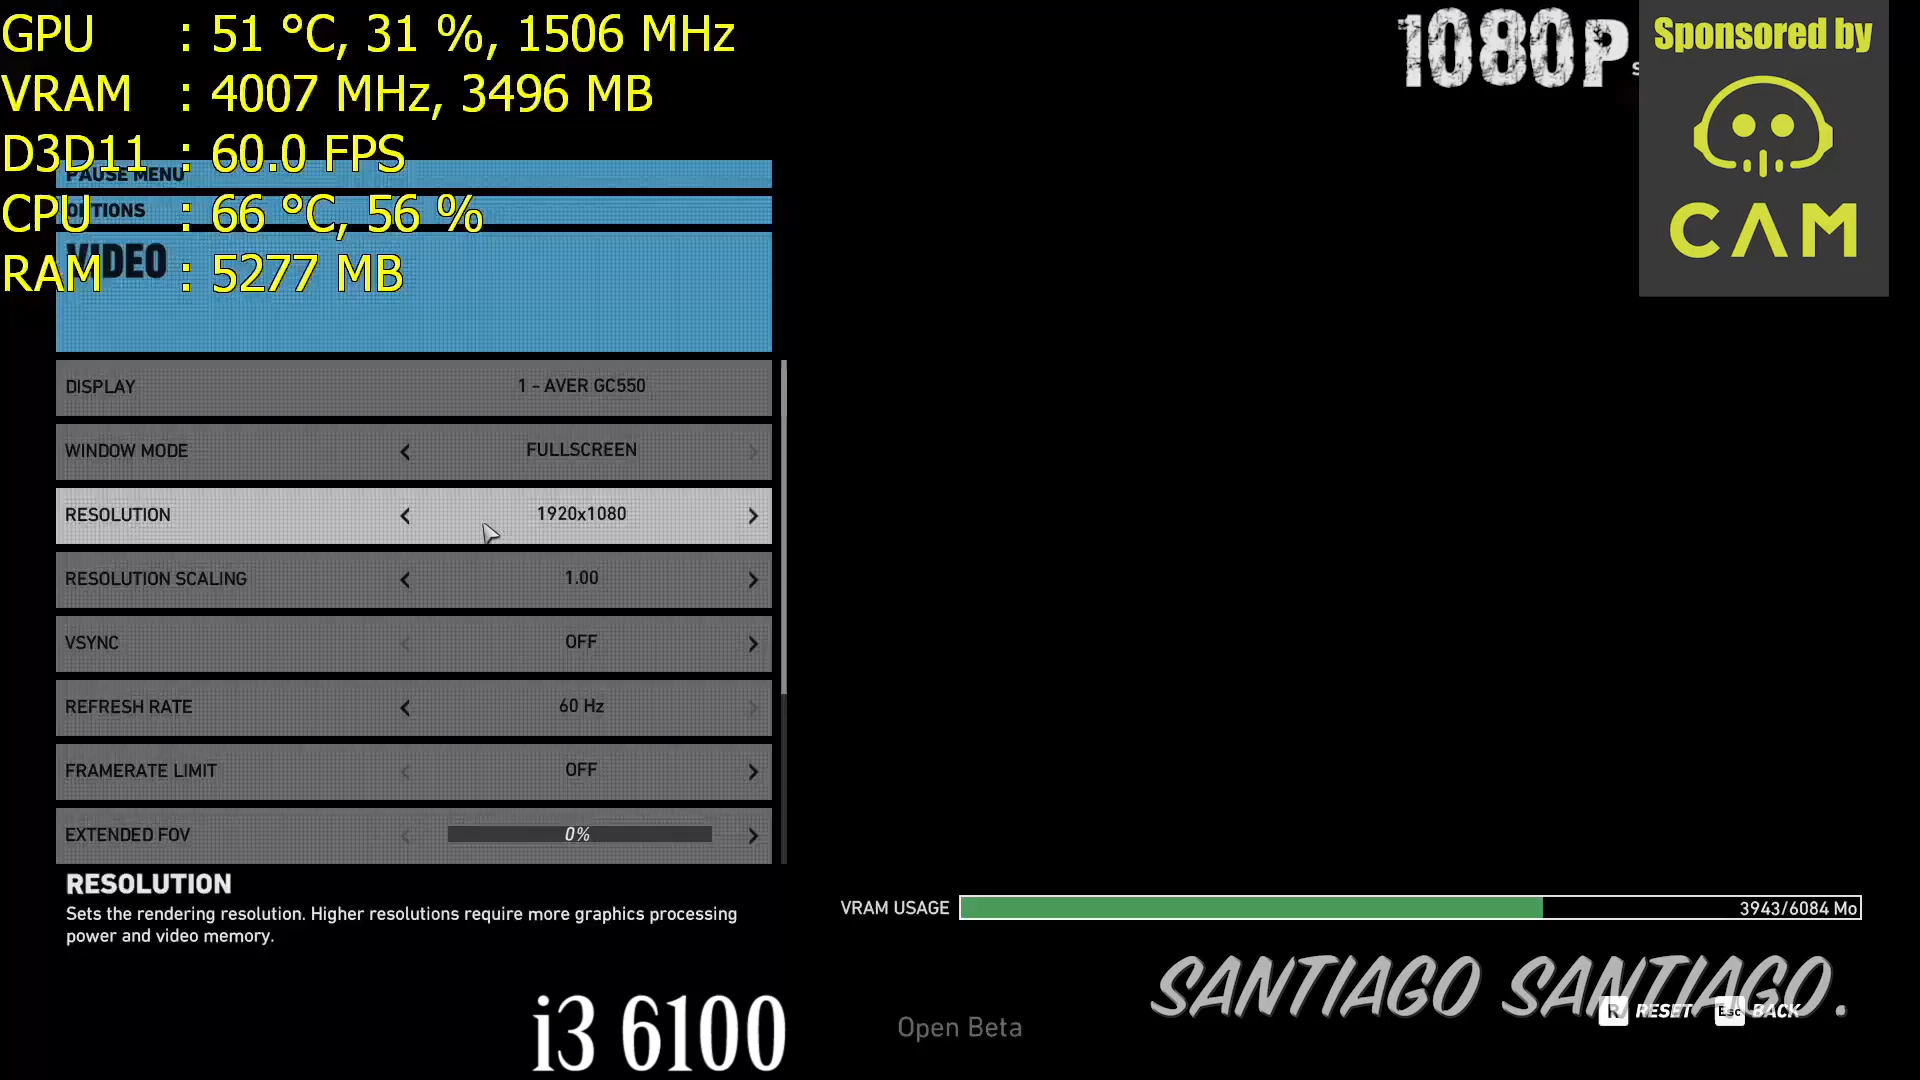 GPU : 51 °C, 31 %, 1506 MHz
VRAM : 4007 MHz, 3496 MB
D3D11 : 60.0 FPS
CPU : 66 °C, 56 %
RAM : 5277 MB
1080P
Sponsored by
CAM
PAUSE MENU
OPTIONS
VIDEO
DISPLAY 1 - AVER GC550
WINDOW MODE < FULLSCREEN >
RESOLUTION < 1920x1080 >
RESOLUTION SCALING < 1.00 >
VSYNC < OFF >
REFRESH RATE < 60 Hz >
FRAMERATE LIMIT < OFF >
EXTENDED FOV < 0% >
RESOLUTION
Sets the rendering resolution. Higher resolutions require more graphics processing
power and video memory.
VRAM USAGE 3943/6084 Mo
SANTIAGO SANTIAGO.
R RESET Esc BACK
i3 6100
Open Beta